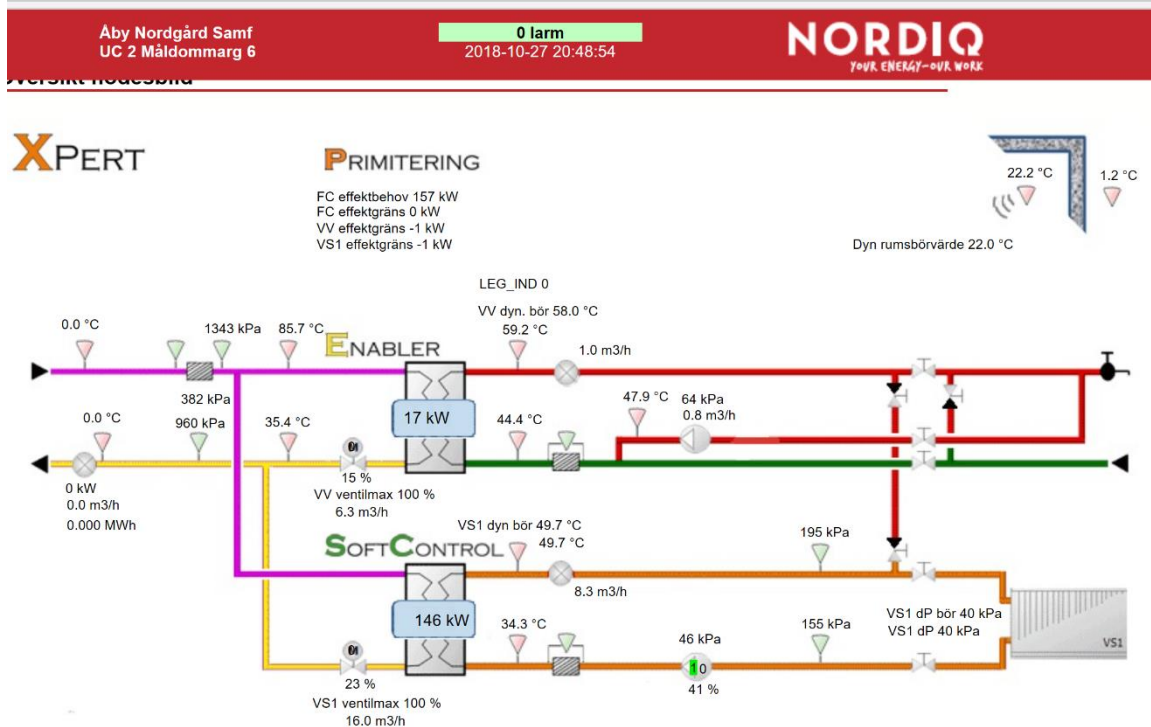 Åby Nordgård Samf
UC 2 Måldommarg 6
0 larm
2018-10-27 20:48:54
NORDIQ
YOUR ENERGY-OUR WORK
XPERT
PRIMITERING
FC effektbehov 157 kW
FC effektgräns 0 kW
VV effektgräns -1 kW
VS1 effektgräns -1 kW
22.2 °C
1.2 °C
Dyn rumsbörvärde 22.0 °C
LEG_IND 0
VV dyn. bör 58.0 °C
59.2 °C
0.0 °C
1343 kPa
85.7 °C
ENABLER
1.0 m3/h
382 kPa
17 kW
47.9 °C
64 kPa
0.8 m3/h
0.0 °C
960 kPa
35.4 °C
44.4 °C
15 %
VV ventilmax 100 %
6.3 m3/h
0 kW
0.0 m3/h
0.000 MWh
VS1 dyn bör 49.7 °C
49.7 °C
SOFTCONTROL
195 kPa
8.3 m3/h
146 kW
34.3 °C
46 kPa
155 kPa
VS1 dP bör 40 kPa
VS1 dP 40 kPa
VS1
10
41 %
23 %
VS1 ventilmax 100 %
16.0 m3/h